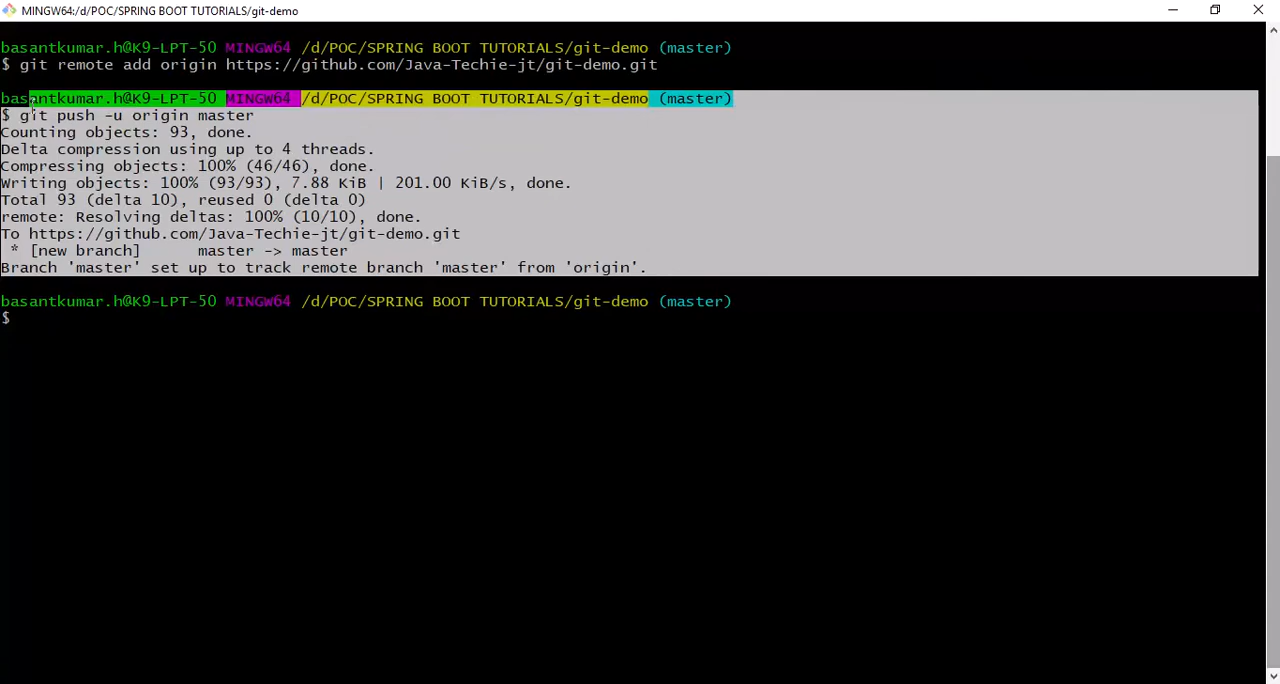 MINGW64:/d/POC/SPRING BOOT TUTORIALS/git-demo
basantkumar.h@K9-LPT-50 MINGW64 /d/POC/SPRING BOOT TUTORIALS/git-demo (master)
$ git remote add origin https://github.com/Java-Techie-jt/git-demo.git
basantkumar.h@K9-LPT-50 MINGW64 /d/POC/SPRING BOOT TUTORIALS/git-demo (master)
$ git push -u origin master
Counting objects: 93, done.
Delta compression using up to 4 threads.
Compressing objects: 100% (46/46), done.
Writing objects: 100% (93/93), 7.88 KiB | 201.00 KiB/s, done.
Total 93 (delta 10), reused 0 (delta 0)
remote: Resolving deltas: 100% (10/10), done.
To https://github.com/Java-Techie-jt/git-demo.git
 * [new branch]      master -> master
Branch 'master' set up to track remote branch 'master' from 'origin'.
basantkumar.h@K9-LPT-50 MINGW64 /d/POC/SPRING BOOT TUTORIALS/git-demo (master)
$